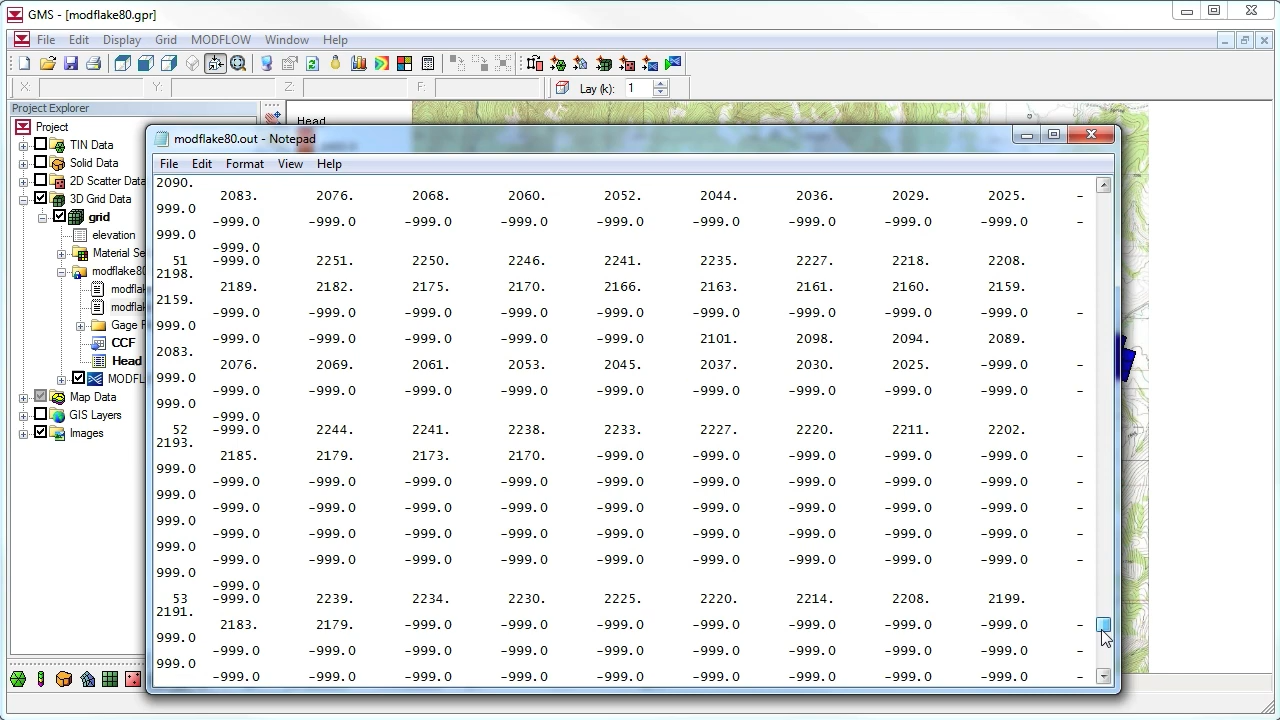 GMS - [modflake80.gpr]
File Edit Display Grid MODFLOW Window Help
X: Y: Z: F: Lay (k): 1
Project Explorer
Project
TIN Data
Solid Data
2D Scatter Data
3D Grid Data
grid
elevation
Material Se
modflake80
modflak
modflak
Gage F
CCF
Head
MODFL
Map Data
GIS Layers
Images
Head
modflake80.out - Notepad
File Edit Format View Help
2090.
2083. 2076. 2068. 2060. 2052. 2044. 2036. 2029. 2025. -
999.0
-999.0 -999.0 -999.0 -999.0 -999.0 -999.0 -999.0 -999.0 -999.0 -
999.0
-999.0
51 -999.0 2251. 2250. 2246. 2241. 2235. 2227. 2218. 2208.
2198.
2189. 2182. 2175. 2170. 2166. 2163. 2161. 2160. 2159.
2159.
-999.0 -999.0 -999.0 -999.0 -999.0 -999.0 -999.0 -999.0 -999.0 -
999.0
-999.0 -999.0 -999.0 -999.0 -999.0 2101. 2098. 2094. 2089.
2083.
2076. 2069. 2061. 2053. 2045. 2037. 2030. 2025. -999.0 -
999.0
-999.0 -999.0 -999.0 -999.0 -999.0 -999.0 -999.0 -999.0 -999.0 -
999.0
-999.0
52 -999.0 2244. 2241. 2238. 2233. 2227. 2220. 2211. 2202.
2193.
2185. 2179. 2173. 2170. -999.0 -999.0 -999.0 -999.0 -999.0 -
999.0
-999.0 -999.0 -999.0 -999.0 -999.0 -999.0 -999.0 -999.0 -999.0 -
999.0
-999.0 -999.0 -999.0 -999.0 -999.0 -999.0 -999.0 -999.0 -999.0 -
999.0
-999.0 -999.0 -999.0 -999.0 -999.0 -999.0 -999.0 -999.0 -999.0 -
999.0
-999.0 -999.0 -999.0 -999.0 -999.0 -999.0 -999.0 -999.0 -999.0 -
999.0
-999.0
53 -999.0 2239. 2234. 2230. 2225. 2220. 2214. 2208. 2199.
2191.
2183. 2179. -999.0 -999.0 -999.0 -999.0 -999.0 -999.0 -999.0 -
999.0
-999.0 -999.0 -999.0 -999.0 -999.0 -999.0 -999.0 -999.0 -999.0 -
999.0
-999.0 -999.0 -999.0 -999.0 -999.0 -999.0 -999.0 -999.0 -999.0 -